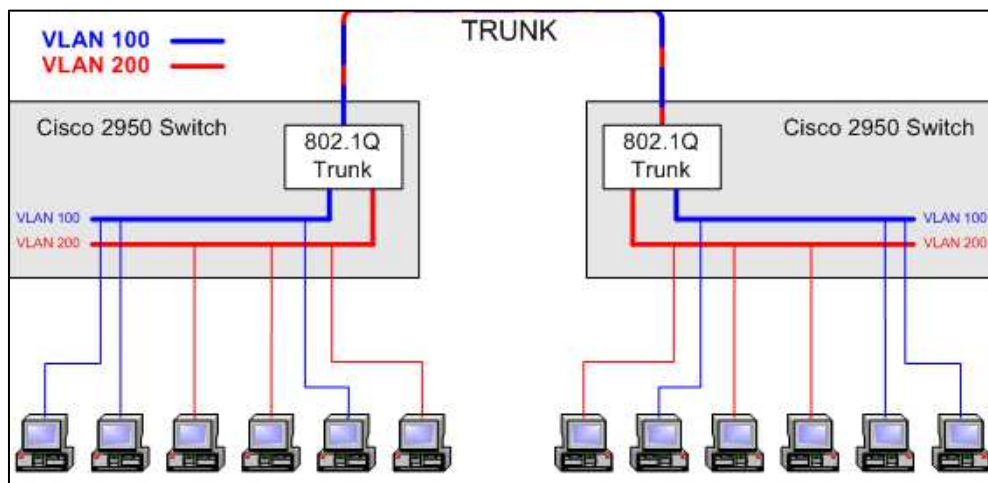 VLAN 100
VLAN 200
TRUNK
Cisco 2950 Switch
802.1Q
Trunk
VLAN 100
VLAN 200
Cisco 2950 Switch
802.1Q
Trunk
VLAN 100
VLAN 200